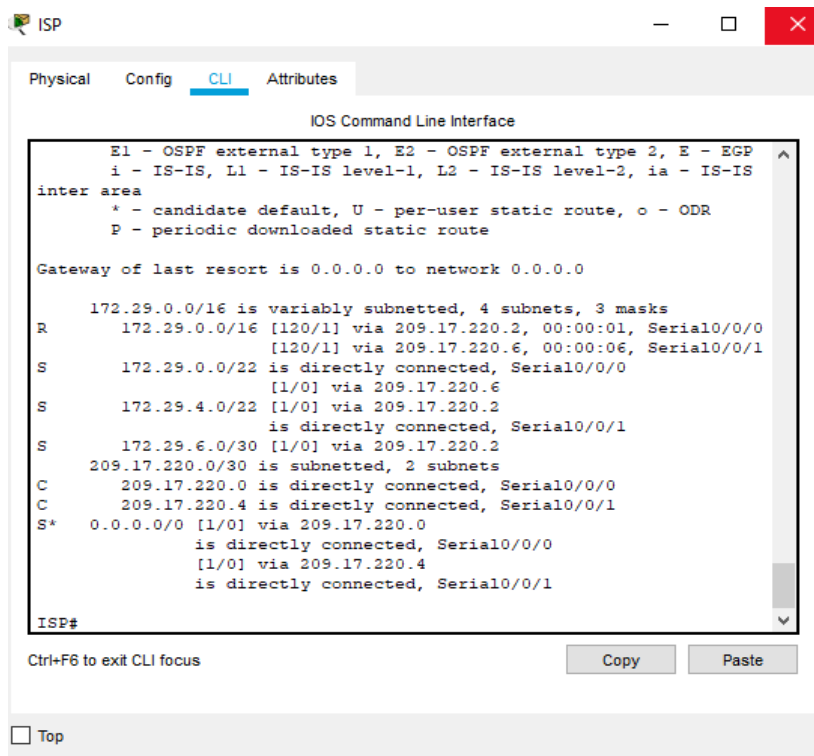 ISP
Physical Config CLI Attributes
IOS Command Line Interface
E1 - OSPF external type 1, E2 - OSPF external type 2, E - EGP
i - IS-IS, L1 - IS-IS level-1, L2 - IS-IS level-2, ia - IS-IS
inter area
* - candidate default, U - per-user static route, o - ODR
P - periodic downloaded static route
Gateway of last resort is 0.0.0.0 to network 0.0.0.0
172.29.0.0/16 is variably subnetted, 4 subnets, 3 masks
R 172.29.0.0/16 [120/1] via 209.17.220.2, 00:00:01, Serial0/0/0
[120/1] via 209.17.220.6, 00:00:06, Serial0/0/1
S 172.29.0.0/22 is directly connected, Serial0/0/0
[1/0] via 209.17.220.6
S 172.29.4.0/22 [1/0] via 209.17.220.2
is directly connected, Serial0/0/1
S 172.29.6.0/30 [1/0] via 209.17.220.2
209.17.220.0/30 is subnetted, 2 subnets
C 209.17.220.0 is directly connected, Serial0/0/0
C 209.17.220.4 is directly connected, Serial0/0/1
S* 0.0.0.0/0 [1/0] via 209.17.220.0
is directly connected, Serial0/0/0
[1/0] via 209.17.220.4
is directly connected, Serial0/0/1
ISP#
Ctrl+F6 to exit CLI focus Copy Paste
Top